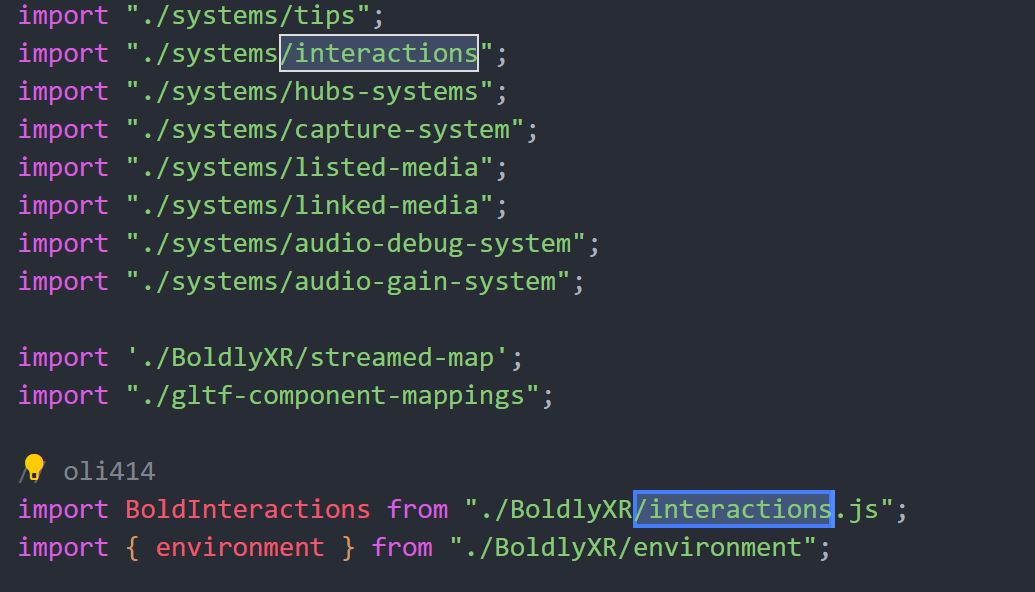 import "./systems/tips";
import "./systems/interactions";
import "./systems/hubs-systems";
import "./systems/capture-system";
import "./systems/listed-media";
import "./systems/linked-media";
import "./systems/audio-debug-system";
import "./systems/audio-gain-system";
import './BoldlyXR/streamed-map';
import "./gltf-component-mappings";
// oli414
import BoldInteractions from "./BoldlyXR/interactions.js";
import { environment } from "./BoldlyXR/environment";